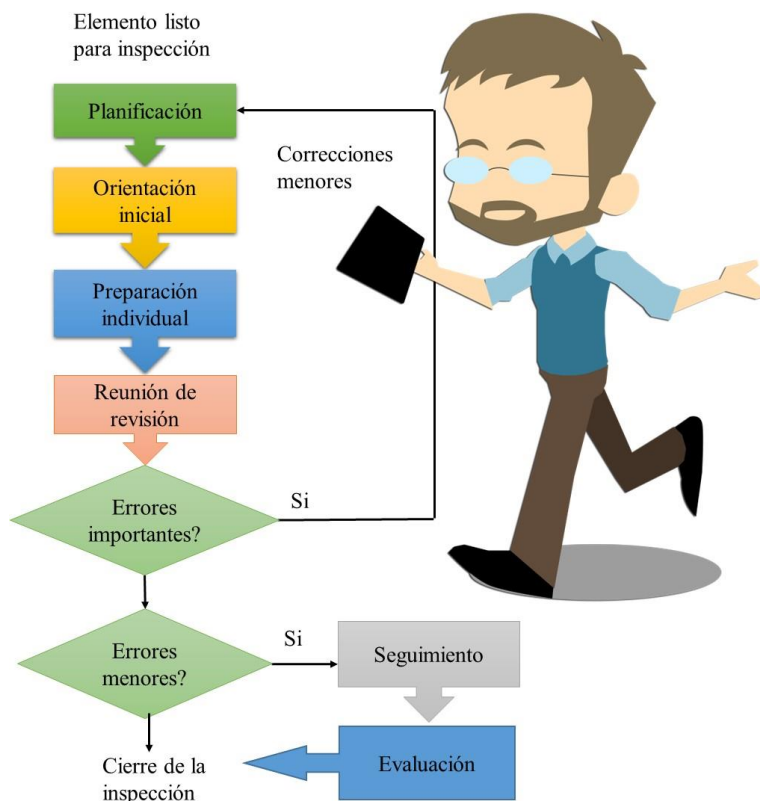 Elemento listo
para inspección
Planificación
Correcciones
menores
Orientación
inicial
Preparación
individual
Reunión de
revisión
Errores
importantes?
Si
Errores
menores?
Si
Seguimiento
Evaluación
Cierre de la
inspección